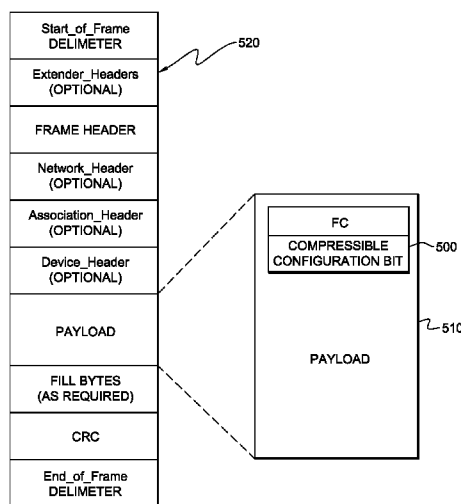 Start_of_Frame
DELIMETER
520
Extender_Headers
(OPTIONAL)
FRAME HEADER
Network_Header
(OPTIONAL)
Association_Header
(OPTIONAL)
Device_Header
(OPTIONAL)
PAYLOAD
FILL BYTES
(AS REQUIRED)
CRC
End_of_Frame
DELIMETER
FC
COMPRESSIBLE
CONFIGURATION BIT
500
510
PAYLOAD